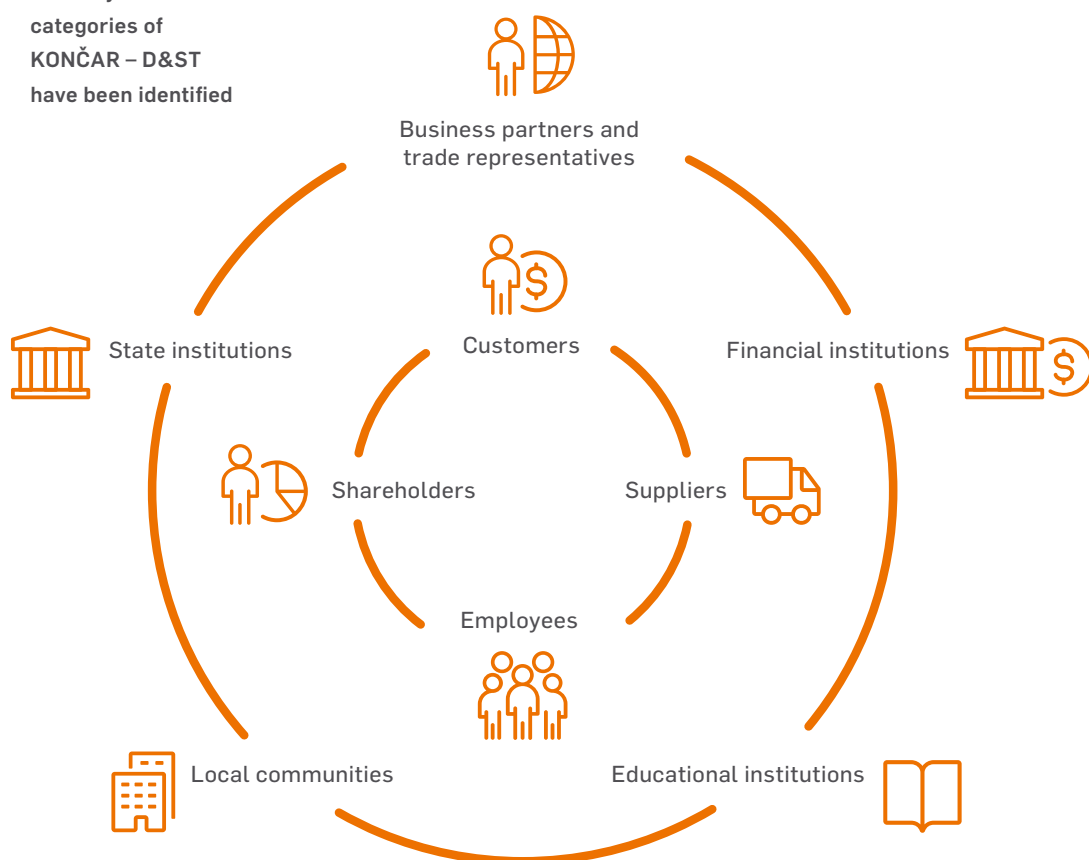 categories of
KONČAR – D&ST
have been identified
Business partners and
trade representatives
Customers
State institutions
Financial institutions
Shareholders
Suppliers
Employees
Local communities
Educational institutions